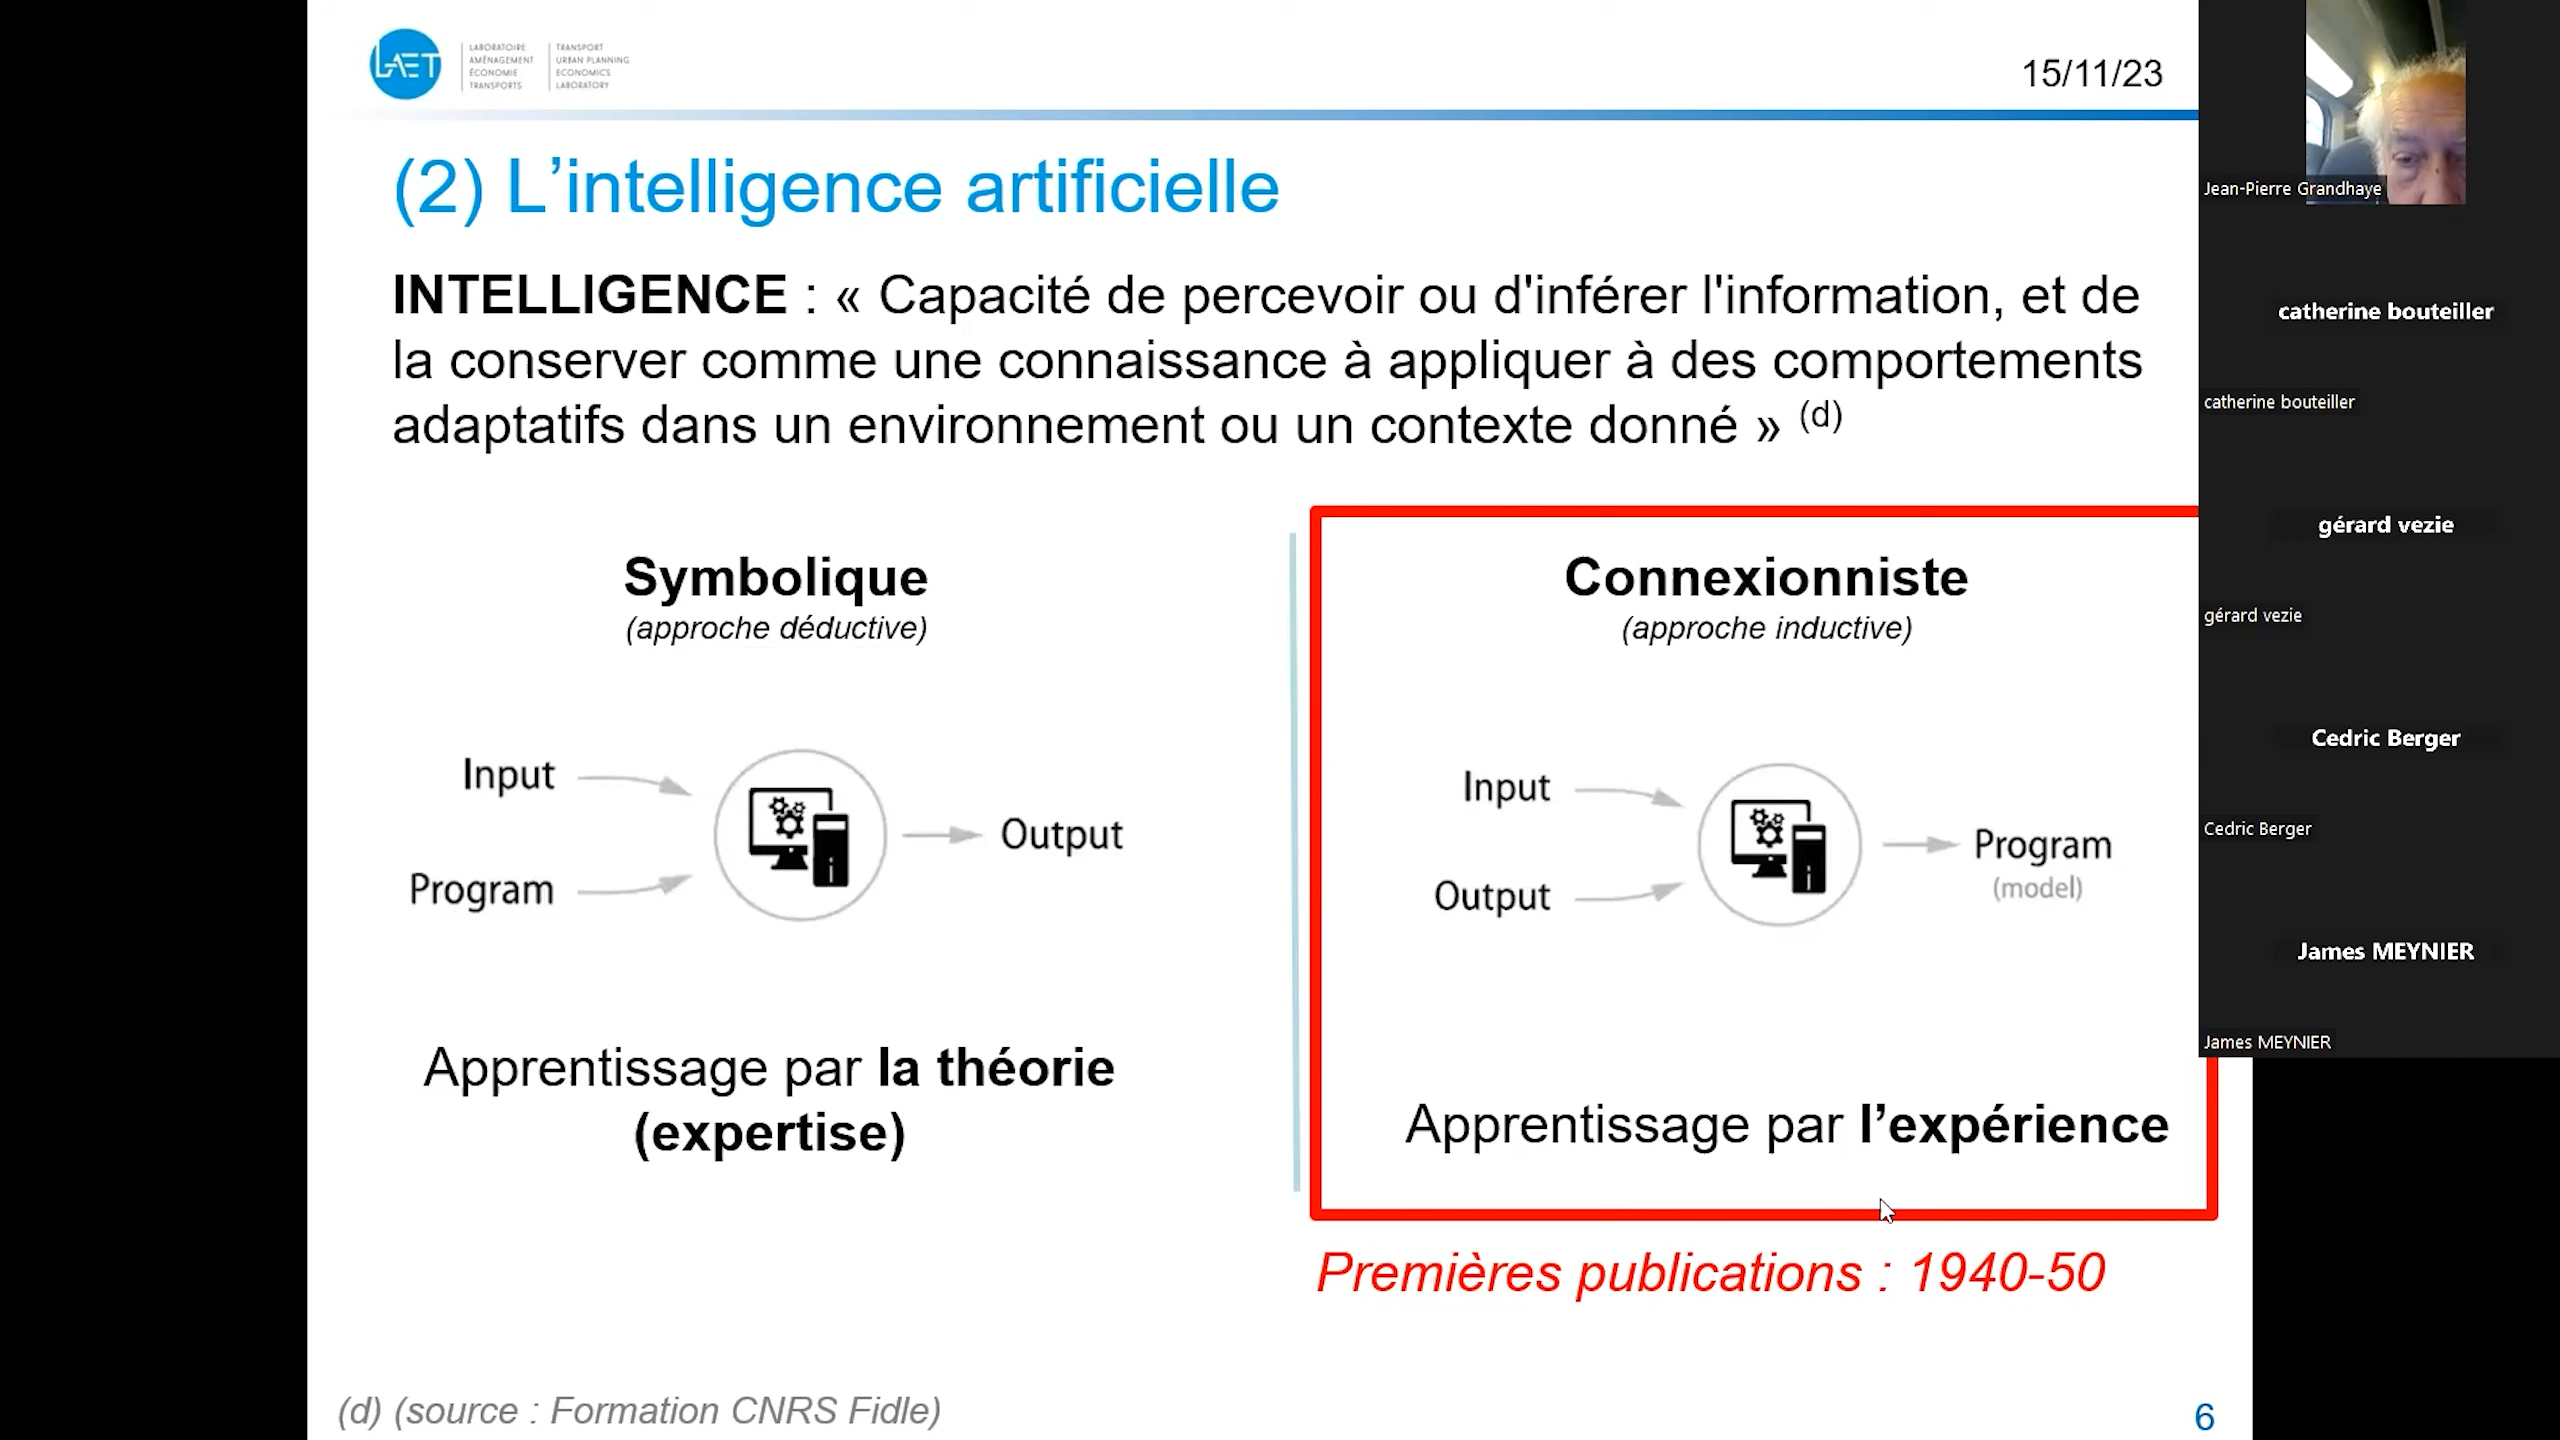 LAET
LABORATOIRE
AMÉNAGEMENT
ÉCONOMIE
TRANSPORTS
TRANSPORT
URBAN PLANNING
ECONOMICS
LABORATORY
15/11/23
(2) L’intelligence artificielle
INTELLIGENCE : « Capacité de percevoir ou d'inférer l'information, et de
la conserver comme une connaissance à appliquer à des comportements
adaptatifs dans un environnement ou un contexte donné » (d)
Symbolique
(approche déductive)
Input
Program
Output
Apprentissage par la théorie
(expertise)
Connexionniste
(approche inductive)
Input
Output
Program
(model)
Apprentissage par l’expérience
Premières publications : 1940-50
(d) (source : Formation CNRS Fidle)
6
Jean-Pierre Grandhaye
catherine bouteiller
catherine bouteiller
gérard vezie
gérard vezie
Cedric Berger
Cedric Berger
James MEYNIER
James MEYNIER